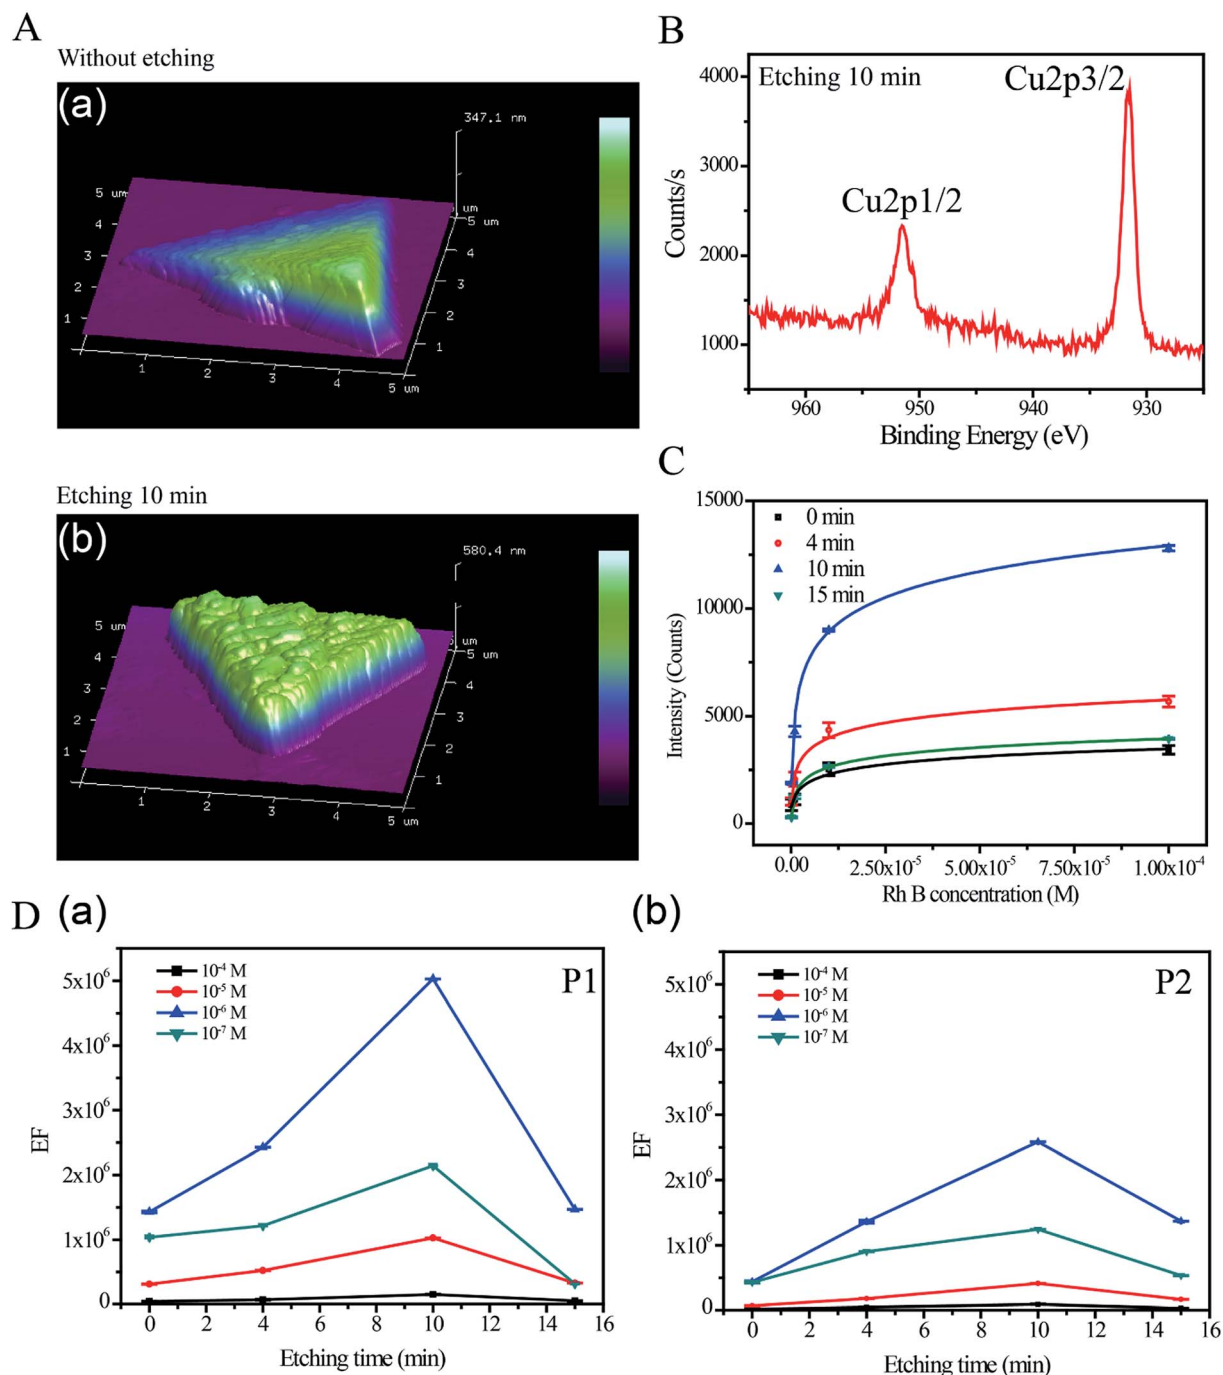 A
Without etching
(a)
347.1 nm
5 um
4
3
2
1
5 um
4
3
2
1
1
2
3
4
5 um
Etching 10 min
(b)
580.4 nm
5 um
4
3
2
1
5 um
4
3
2
1
1
2
3
4
5 um
B
Etching 10 min
Cu2p3/2
Cu2p1/2
4000
3000
2000
1000
Counts/s
960
950
940
930
Binding Energy (eV)
C
15000
10000
5000
0
Intensity (Counts)
0 min
4 min
10 min
15 min
0.00
2.50x10⁻⁵
5.00x10⁻⁵
7.50x10⁻⁵
1.00x10⁻⁴
Rh B concentration (M)
D
(a)
P1
10⁻⁴ M
10⁻⁵ M
10⁻⁶ M
10⁻⁷ M
5x10⁶
4x10⁶
3x10⁶
2x10⁶
1x10⁶
0
EF
0 2 4 6 8 10 12 14 16
Etching time (min)
(b)
P2
10⁻⁴ M
10⁻⁵ M
10⁻⁶ M
10⁻⁷ M
5x10⁶
4x10⁶
3x10⁶
2x10⁶
1x10⁶
0
EF
0 2 4 6 8 10 12 14 16
Etching time (min)